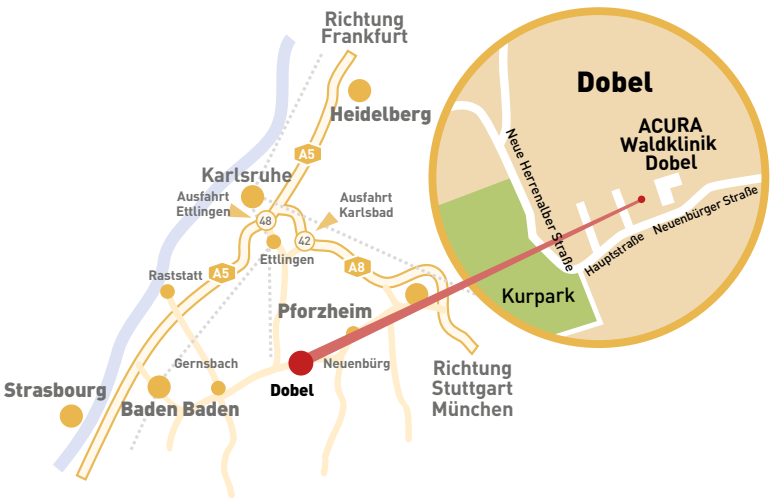 Richtung
Frankfurt
Heidelberg
A5
Karlsruhe
Ausfahrt
Ettlingen
48
Ausfahrt
Karlsbad
42
Ettlingen
A8
Raststatt
A5
Pforzheim
Gernsbach
Neuenbürg
Dobel
Strasbourg
Baden Baden
Richtung
Stuttgart
München
Dobel
ACURA
Waldklinik
Dobel
Neue Herrenalber Straße
Hauptstraße
Neuenbürger Straße
Kurpark